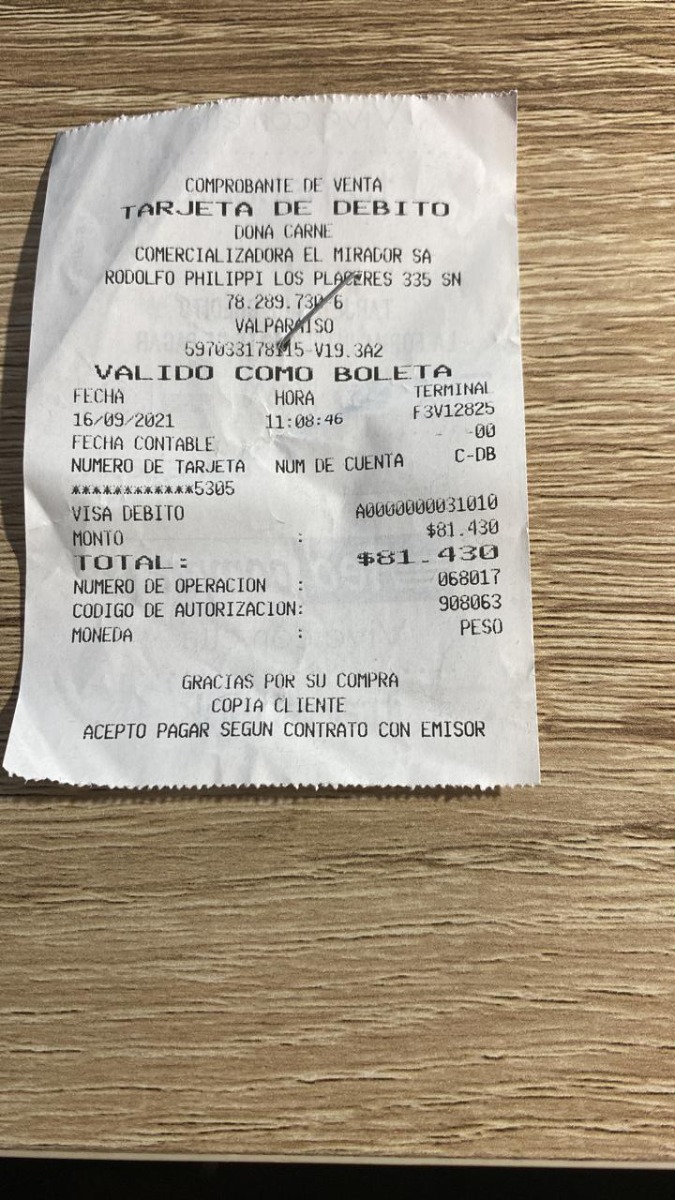 COMPROBANTE DE VENTA
TARJETA DE DEBITO
DONA CARNE
COMERCIALIZADORA EL MIRADOR SA
RODOLFO PHILIPPI LOS PLACERES 335 SN
78.289.730-6
VALPARAISO
597033178115-V19.3A2
VALIDO COMO BOLETA
FECHA HORA TERMINAL
16/09/2021 11:08:46 F3V12825
FECHA CONTABLE - -00
NUMERO DE TARJETA NUM DE CUENTA C-DB
************5305
VISA DEBITO A0000000031010
MONTO : $81.430
TOTAL: $81.430
NUMERO DE OPERACION : 068017
CODIGO DE AUTORIZACION: 908063
MONEDA : PESO
GRACIAS POR SU COMPRA
COPIA CLIENTE
ACEPTO PAGAR SEGUN CONTRATO CON EMISOR